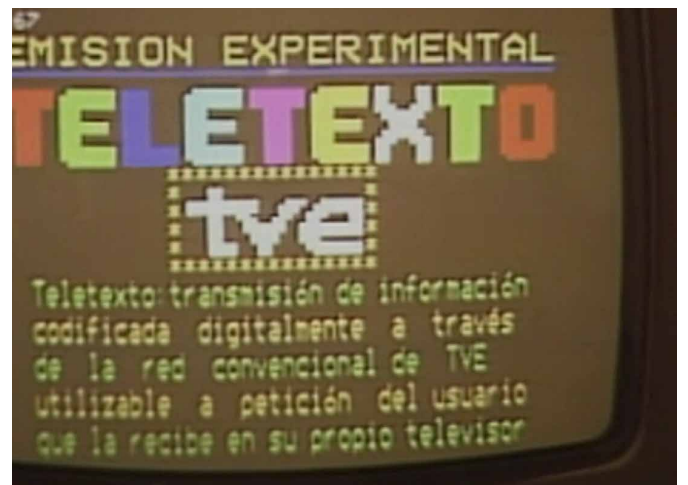 67
EMISION EXPERIMENTAL
TELETEXTO
tve
Teletexto: transmisión de información
codificada digitalmente a través
de la red convencional de TVE
utilizable a petición del usuario
que la recibe en su propio televisor